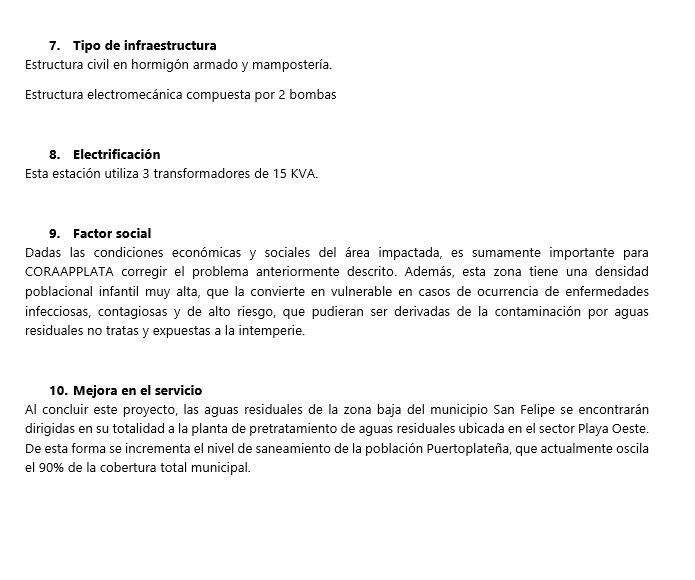 7. Tipo de infraestructura
Estructura civil en hormigón armado y mampostería.
Estructura electromecánica compuesta por 2 bombas
8. Electrificación
Esta estación utiliza 3 transformadores de 15 KVA.
9. Factor social
Dadas las condiciones económicas y sociales del área impactada, es sumamente importante para
CORAAPPLATA corregir el problema anteriormente descrito. Además, esta zona tiene una densidad
poblacional infantil muy alta, que la convierte en vulnerable en casos de ocurrencia de enfermedades
infecciosas, contagiosas y de alto riesgo, que pudieran ser derivadas de la contaminación por aguas
residuales no tratas y expuestas a la intemperie.
10. Mejora en el servicio
Al concluir este proyecto, las aguas residuales de la zona baja del municipio San Felipe se encontrarán
dirigidas en su totalidad a la planta de pretratamiento de aguas residuales ubicada en el sector Playa Oeste.
De esta forma se incrementa el nivel de saneamiento de la población Puertoplateña, que actualmente oscila
el 90% de la cobertura total municipal.